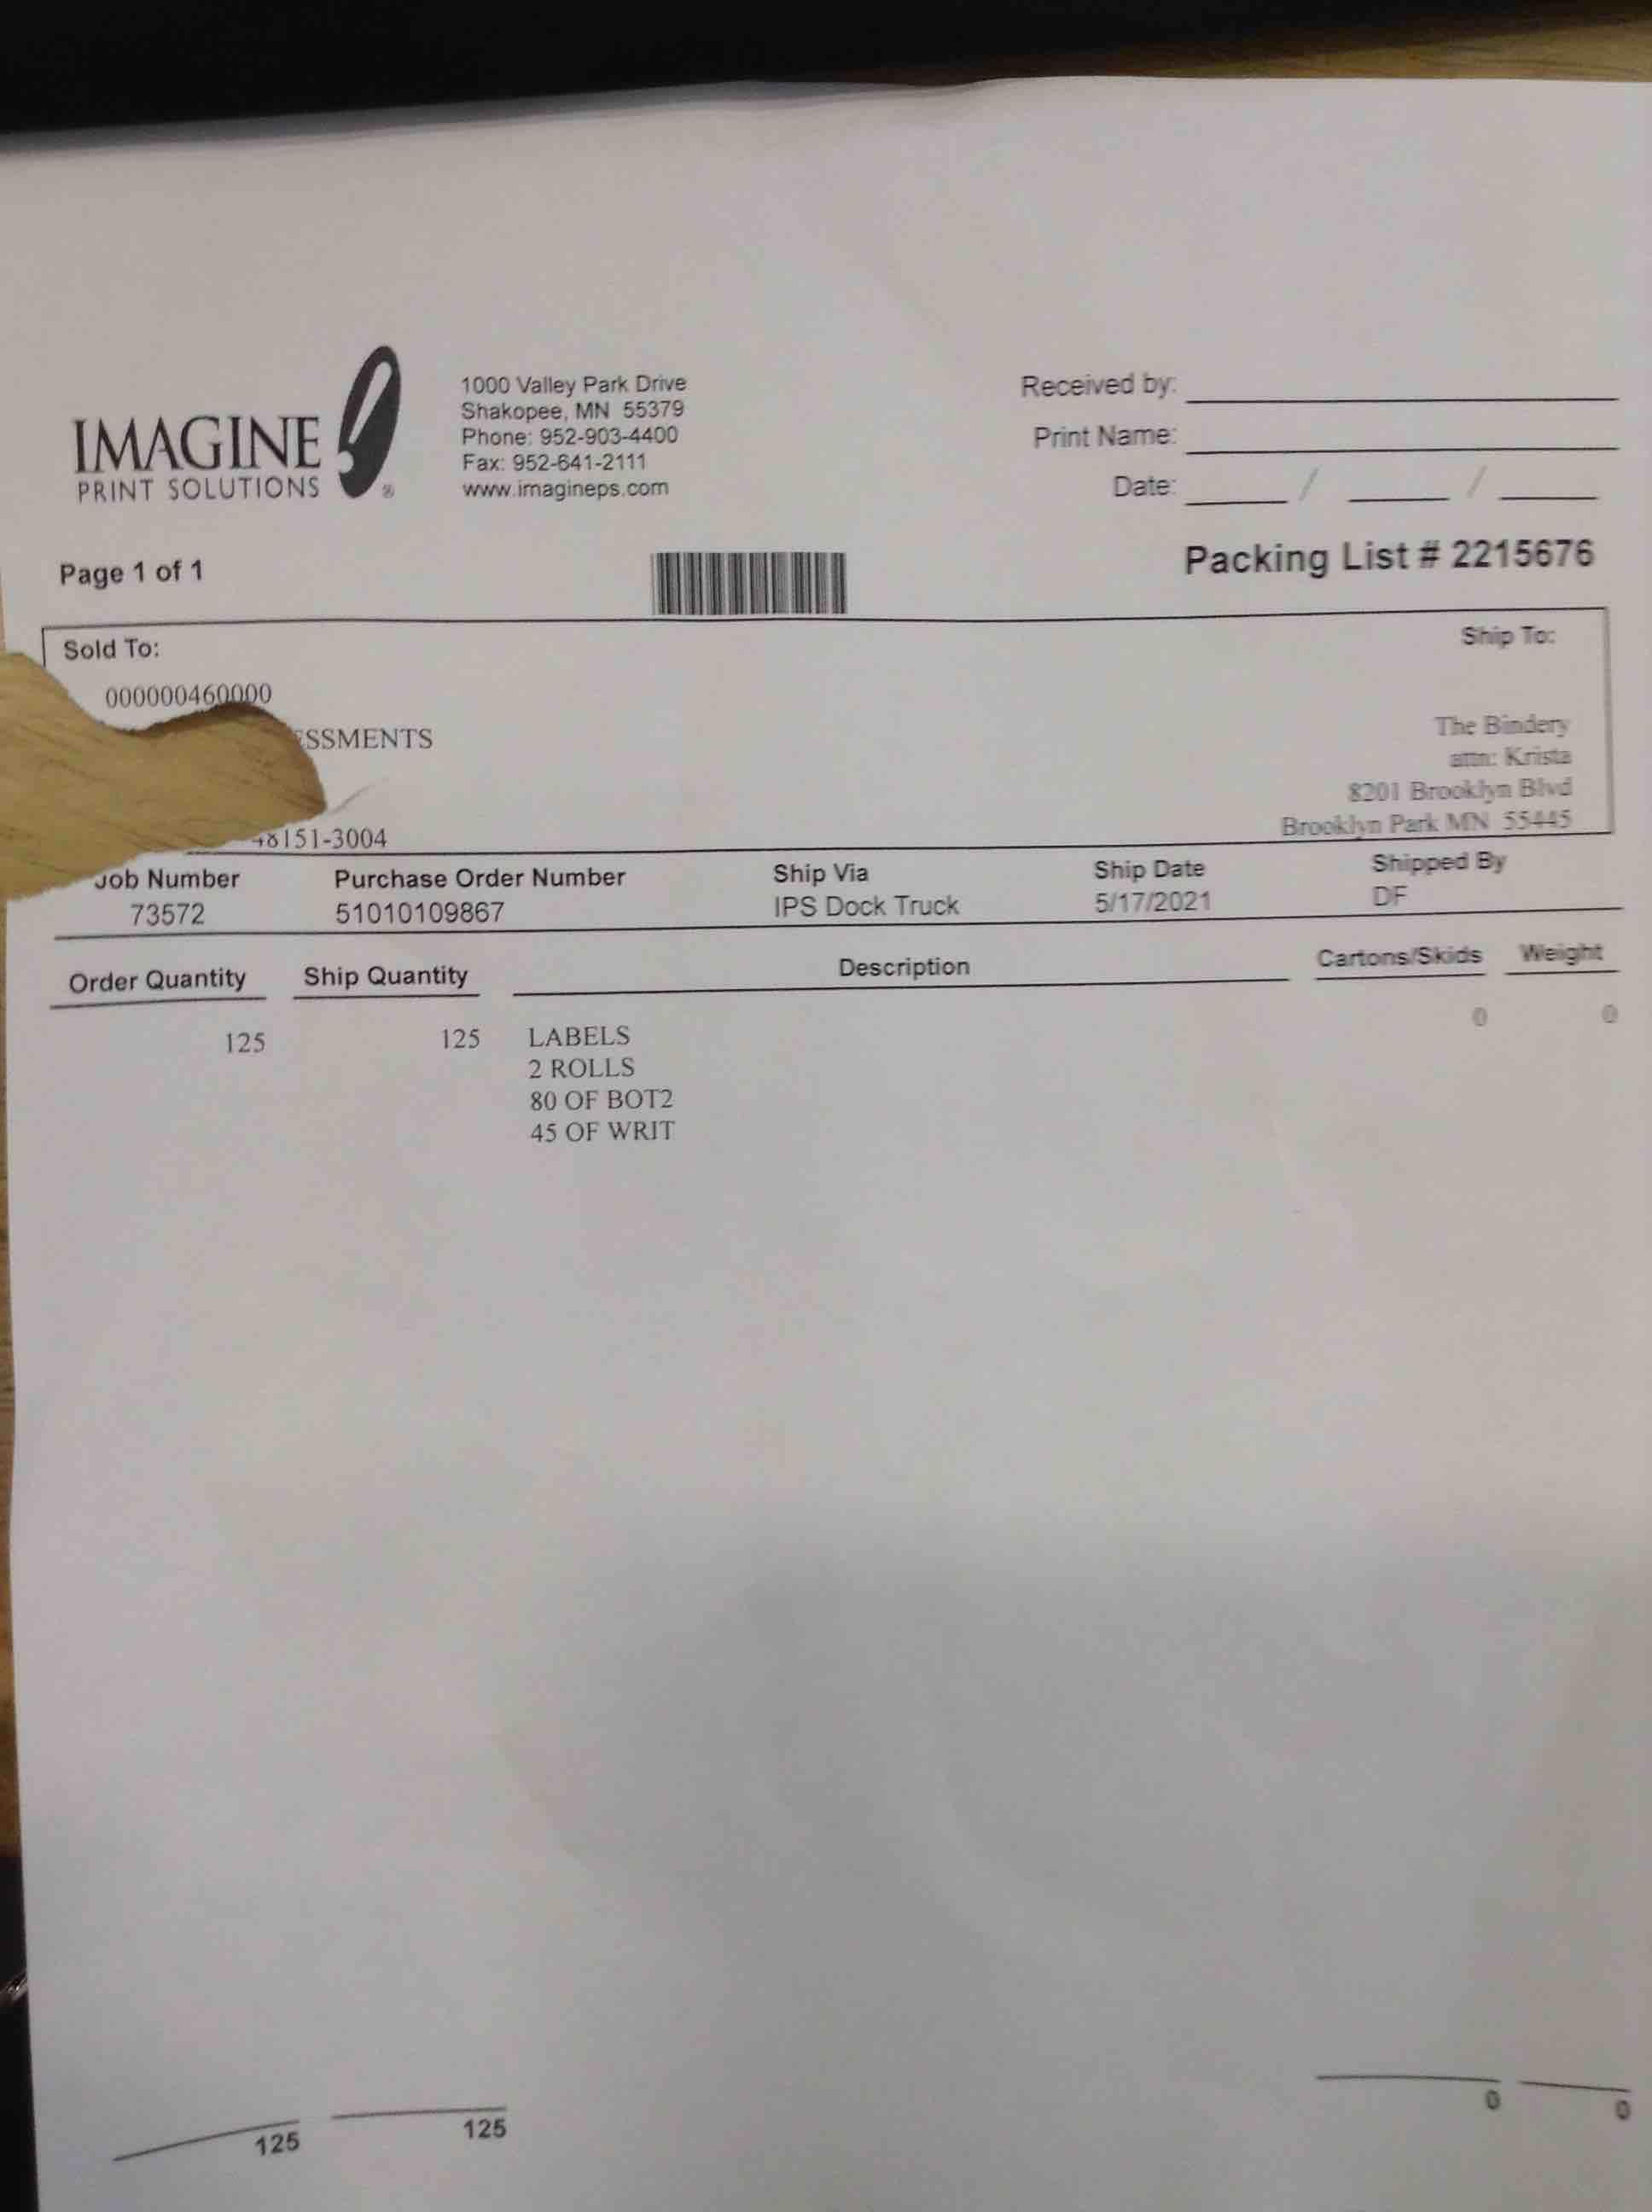 IMAGINE
PRINT SOLUTIONS
®
1000 Valley Park Drive
Shakopee, MN 55379
Phone: 952-903-4400
Fax: 952-641-2111
www.imagineps.com
Received by:
Print Name:
Date: / /
Page 1 of 1
Packing List # 2215676
Sold To:
000000460000
SSMENTS
48151-3004
Ship To:
The Bindery
attn: Krista
8201 Brooklyn Blvd
Brooklyn Park MN 55445
Job Number Purchase Order Number Ship Via Ship Date Shipped By
73572 51010109867 IPS Dock Truck 5/17/2021 DF
Order Quantity Ship Quantity Description Cartons/Skids Weight
125 125 LABELS 0 0
2 ROLLS
80 OF BOT2
45 OF WRIT
125 125 0 0